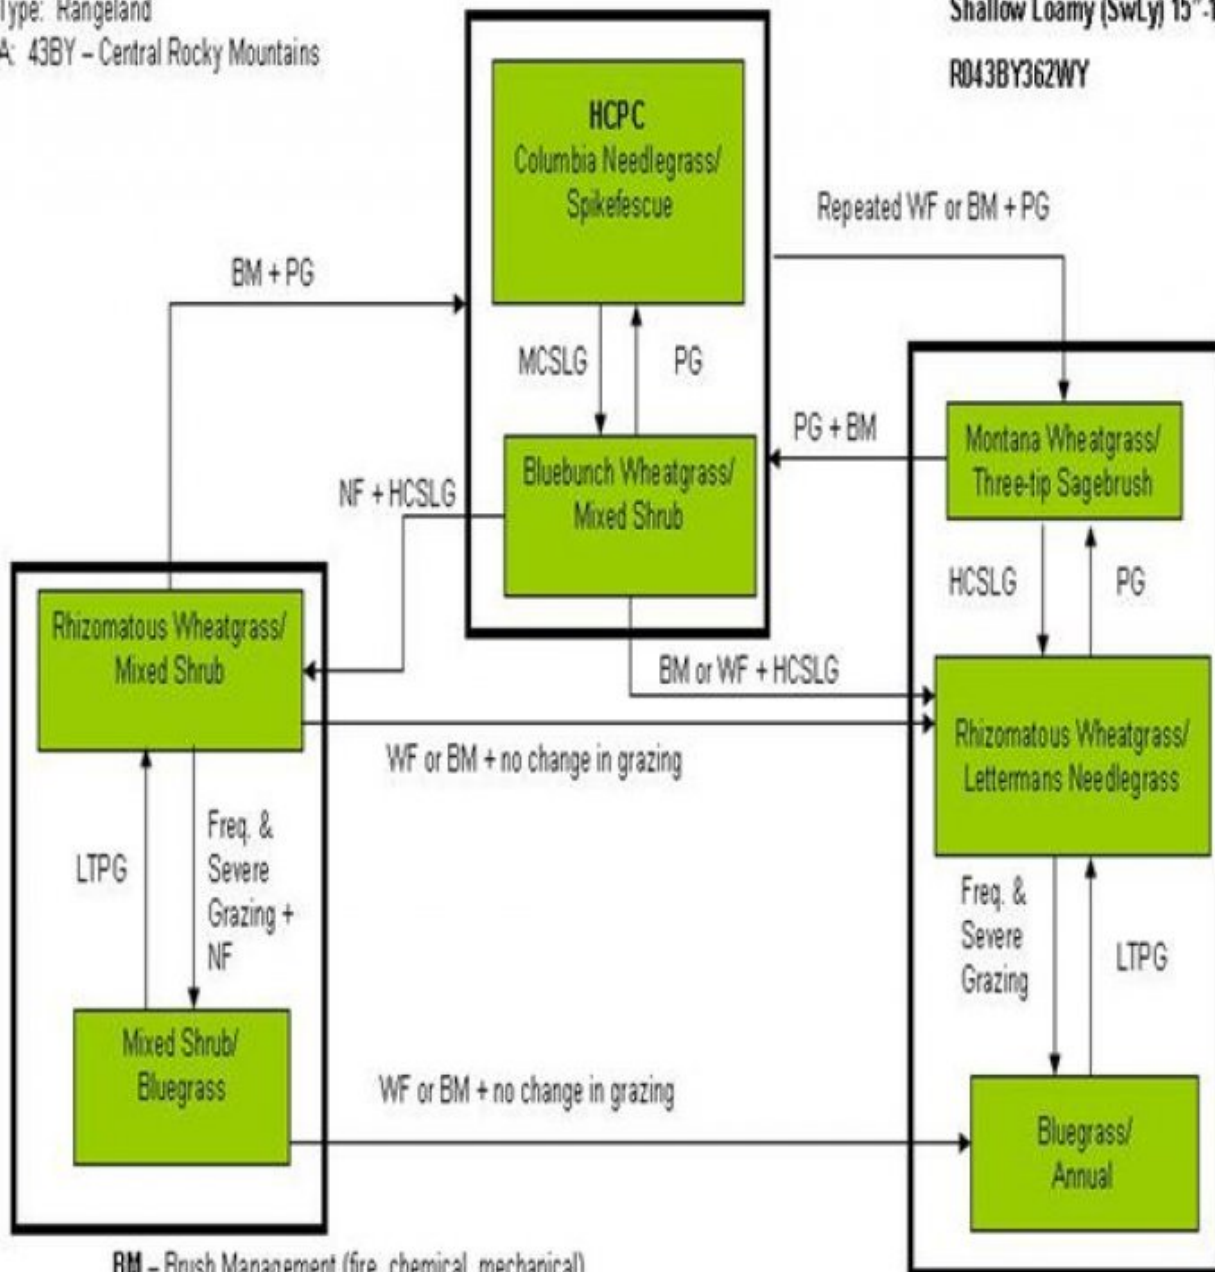 Type: Rangeland
A: 43BY – Central Rocky Mountains
Shallow Loamy (SwLy) 15"-1
R043BY362WY
HCPC
Columbia Needlegrass/
Spikefescue
Repeated WF or BM + PG
BM + PG
MCSLG
PG
PG + BM
Montana Wheatgrass/
Three-tip Sagebrush
Bluebunch Wheatgrass/
Mixed Shrub
NF + HCSLG
HCSLG
PG
Rhizomatous Wheatgrass/
Mixed Shrub
BM or WF + HCSLG
WF or BM + no change in grazing
Rhizomatous Wheatgrass/
Lettermans Needlegrass
LTPG
Freq. &
Severe
Grazing +
NF
Freq. &
Severe
Grazing
LTPG
Mixed Shrub/
Bluegrass
WF or BM + no change in grazing
Bluegrass/
Annual
BM – Brush Management (fire, chemical, mechanical)